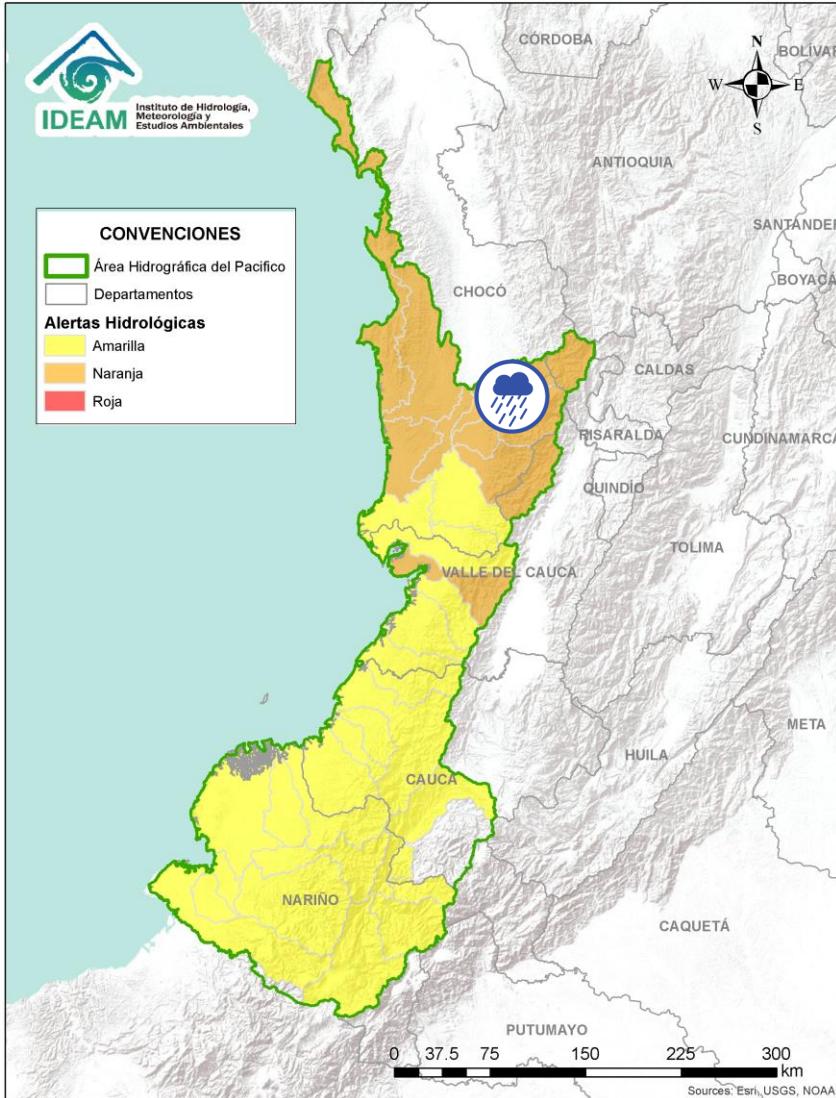 IDEAM
Instituto de Hidrología,
Meteorología y
Estudios Ambientales
CONVENCIONES
Área Hidrográfica del Pacifico
Departamentos
Alertas Hidrológicas
Amarilla
Naranja
Roja
N
W
E
S
CÓRDOBA
BOLÍVAR
ANTIOQUIA
SANTANDER
BOYACÁ
CHOCÓ
CALDAS
RISARALDA
CUNDINAMARCA
QUINDÍO
TOLIMA
VALLE DEL CAUCA
META
HUILA
CAUCA
NARIÑO
CAQUETÁ
PUTUMAYO
0 37.5 75 150 225 300
km
Sources: Esri, USGS, NOAA